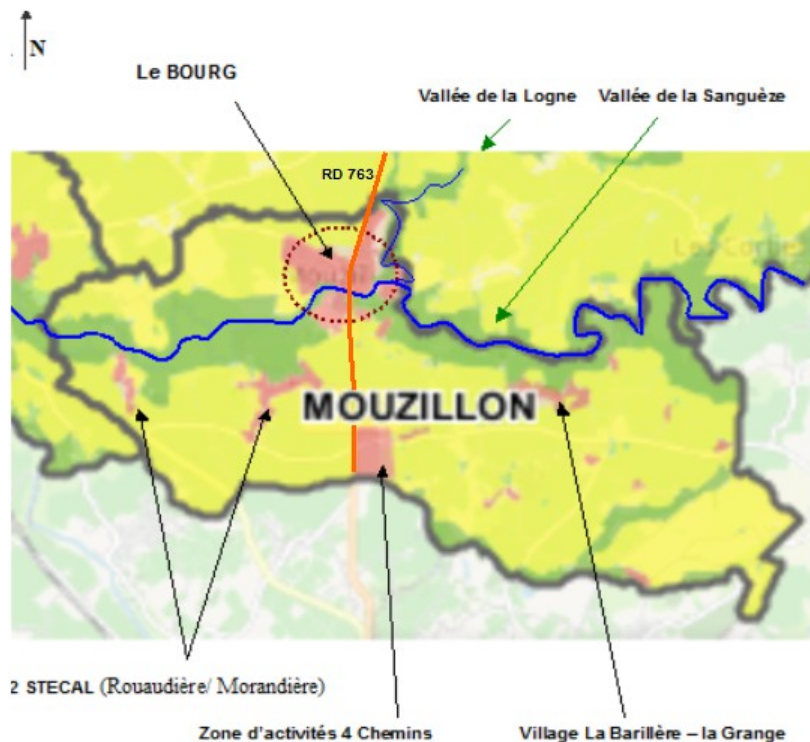 N
Le BOURG
Vallée de la Logne
Vallée de la Sanguèze
RD 763
MOUZILLON
2 STECAL (Rouaudière/ Morandière)
Zone d'activités 4 Chemins
Village La Barillère – la Grange